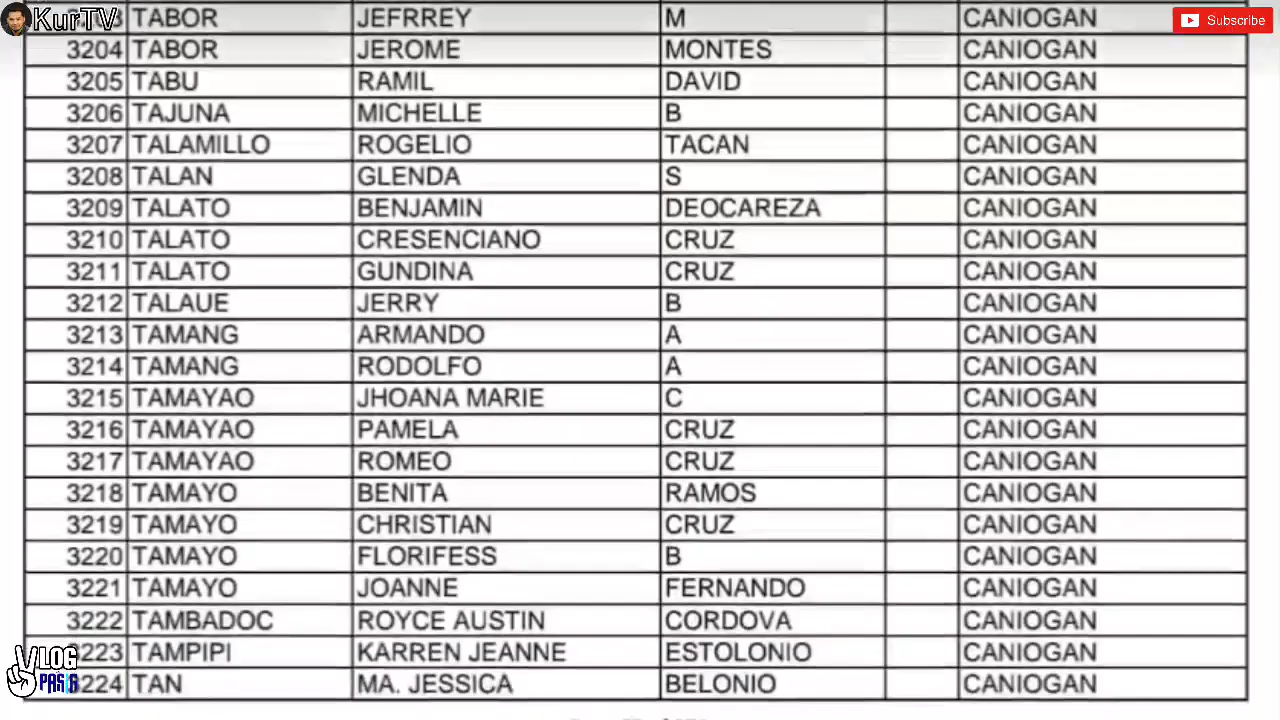 KurTV
Subscribe
3 TABOR JEFRREY M CANIOGAN
3204 TABOR JEROME MONTES CANIOGAN
3205 TABU RAMIL DAVID CANIOGAN
3206 TAJUNA MICHELLE B CANIOGAN
3207 TALAMILLO ROGELIO TACAN CANIOGAN
3208 TALAN GLENDA S CANIOGAN
3209 TALATO BENJAMIN DEOCAREZA CANIOGAN
3210 TALATO CRESENCIANO CRUZ CANIOGAN
3211 TALATO GUNDINA CRUZ CANIOGAN
3212 TALAUE JERRY B CANIOGAN
3213 TAMANG ARMANDO A CANIOGAN
3214 TAMANG RODOLFO A CANIOGAN
3215 TAMAYAO JHOANA MARIE C CANIOGAN
3216 TAMAYAO PAMELA CRUZ CANIOGAN
3217 TAMAYAO ROMEO CRUZ CANIOGAN
3218 TAMAYO BENITA RAMOS CANIOGAN
3219 TAMAYO CHRISTIAN CRUZ CANIOGAN
3220 TAMAYO FLORIFESS B CANIOGAN
3221 TAMAYO JOANNE FERNANDO CANIOGAN
3222 TAMBADOC ROYCE AUSTIN CORDOVA CANIOGAN
3223 TAMPIPI KARREN JEANNE ESTOLONIO CANIOGAN
3224 TAN MA. JESSICA BELONIO CANIOGAN
VLOG
PASIG